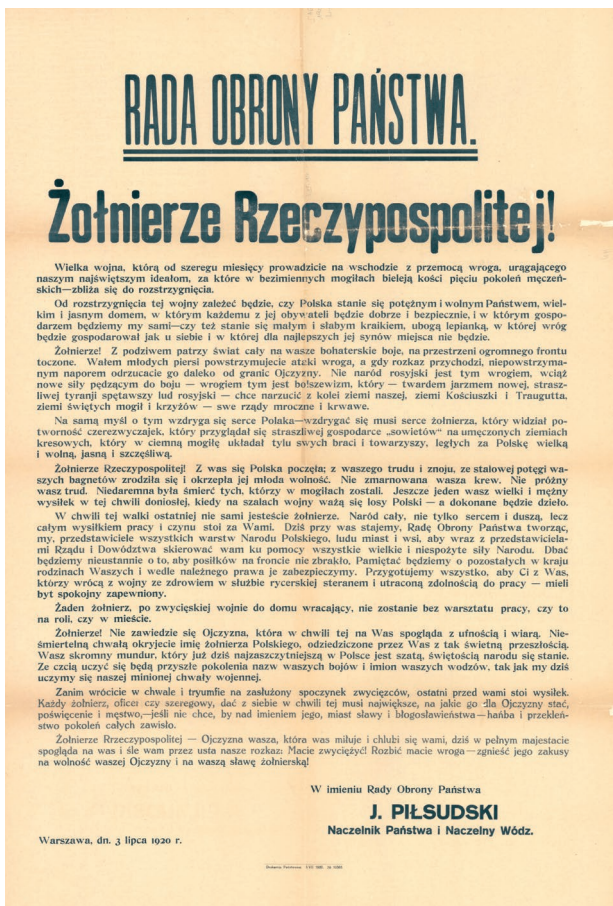 RADA OBRONY PAŃSTWA.
Żołnierze Rzeczypospolitej!
Wielka wojna, którą od szeregu miesięcy prowadzicie na wschodzie z przemocą wroga, urągającego
naszym najświętszym ideałom, za które w bezimiennych mogiłach bieleją kości pięciu pokoleń męczeń-
skich—zbliża się do rozstrzygnięcia.
Od rozstrzygnięcia tej wojny zależeć będzie, czy Polska stanie się potężnym i wolnym Państwem, wiel-
kim i jasnym domem, w którym każdemu z jej obywateli będzie dobrze i bezpiecznie, i w którym gospo-
darzem będziemy my sami—czy też stanie się małym i słabym kraikiem, ubogą lepianką, w której wróg
będzie gospodarował jak u siebie i w której dla najlepszych jej synów miejsca nie będzie.
Żołnierze! Z podziwem patrzy świat cały na wasze bohaterskie boje, na przestrzeni ogromnego frontu
toczone. Wałem młodych piersi powstrzymujecie ataki wroga, a gdy rozkaz przychodzi, niepowstrzyma-
nym naporem odrzucacie go daleko od granic Ojczyzny. Nie naród rosyjski jest tym wrogiem, wciąż
nowe siły pędzącym do boju — wrogiem tym jest bolszewizm, który — twardem jarzmem nowej, strasz-
liwej tyranji spętawszy lud rosyjski — chce narzucić z kolei ziemi naszej, ziemi Kościuszki i Traugutta,
ziemi świętych mogił i krzyżów — swe rządy mroczne i krwawe.
Na samą myśl o tem wzdryga się serce Polaka—wzdrygać się musi serce żołnierza, który widział po-
tworność czerezwyczajek, który przyglądał się straszliwej gospodarce „sowietów" na umęczonych ziemiach
kresowych, który w ciemną mogiłę układał tylu swych braci i towarzyszy, ległych za Polskę wielką
i wolną, jasną i szczęśliwą.
Żołnierze Rzeczypospolitej! Z was się Polska poczęła; z waszego trudu i znoju, ze stalowej potęgi wa-
szych bagnetów zrodziła się i okrzepła jej młoda wolność. Nie zmarnowana wasza krew. Nie próżny
wasz trud. Niedaremna była śmierć tych, którzy w mogiłach zostali. Jeszcze jeden wasz wielki i mężny
wysiłek w tej chwili doniosłej, kiedy na szalach wojny ważą się losy Polski — a dokonane będzie dzieło.
W chwili tej walki ostatniej nie sami jesteście żołnierze. Naród cały, nie tylko sercem i duszą, lecz
całym wysiłkiem pracy i czynu stoi za Wami. Dziś przy was stajemy, Radę Obrony Państwa tworząc,
my, przedstawiciele wszystkich warstw Narodu Polskiego, ludu miast i wsi, aby wraz z przedstawiciela-
mi Rządu i Dowództwa skierować wam ku pomocy wszystkie wielkie i niespożyte siły Narodu. Dbać
będziemy nieustannie o to, aby posiłków na froncie nie zbrakło, Pamiętać będziemy o pozostałych w kraju
rodzinach Waszych i wedle należnego prawa je zabezpieczymy. Przygotujemy wszystko, aby Ci z Was,
którzy wrócą z wojny ze zdrowiem w służbie rycerskiej steranem i utraconą zdolnością do pracy — mieli
byt spokojny zapewniony.
Żaden żołnierz, po zwycięskiej wojnie do domu wracający, nie zostanie bez warsztatu pracy, czy to
na roli, czy w mieście.
Żołnierze! Nie zawiedzie się Ojczyzna, która w chwili tej na Was spogląda z ufnością i wiarą. Nie-
śmiertelną chwałą okryjecie imię żołnierza Polskiego, odziedziczone przez Was z tak świetną przeszłością.
Wasz skromny mundur, który już dziś najzaszczytniejszą w Polsce jest szatą, świętością narodu się stanie.
Ze czcią uczyć się będą przyszłe pokolenia nazw waszych bojów i imion waszych wodzów, tak jak my dziś
uczymy się naszej minionej chwały wojennej.
Zanim wrócicie w chwale i tryumfie na zasłużony spoczynek zwycięzców, ostatni przed wami stoi wysiłek.
Każdy żołnierz, oficer czy szeregowy, dać z siebie w chwili tej musi największe, na jakie go dla Ojczyzny stać,
poświęcenie i męstwo,—jeśli nie chce, by nad imieniem jego, miast sławy i błogosławieństwa—hańba i przekleń-
stwo pokoleń całych zawisło.
Żołnierze Rrzeczypospolitej — Ojczyzna wasza, która was miłuje i chlubi się wami, dziś w pełnym majestacie
spogląda na was i śle wam przez usta nasze rozkaz: Macie zwyciężyć! Rozbić macie wroga—zgnieść jego zakusy
na wolność waszej Ojczyzny i na waszą sławę żołnierską!
W imieniu Rady Obrony Państwa
J. PIŁSUDSKI
Naczelnik Państwa i Naczelny Wódz.
Warszawa, dn. 3 lipca 1920 r.